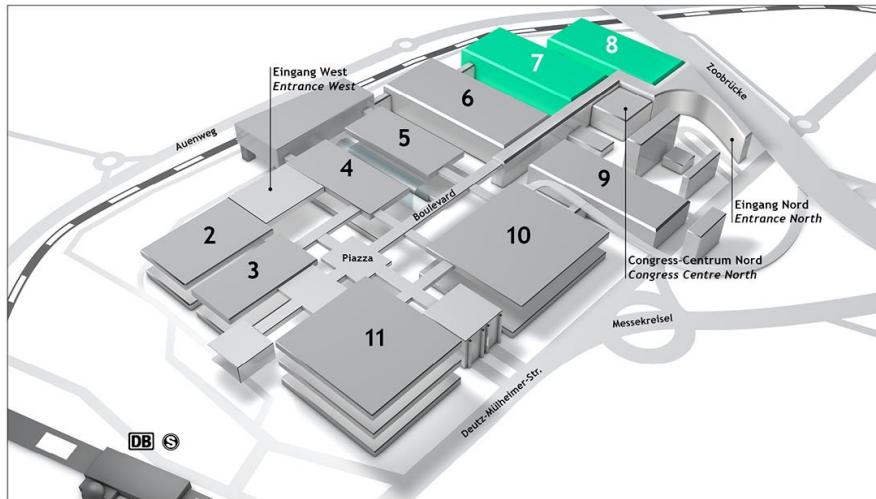 8
7
Zoobrücke
Eingang West
Entrance West
6
Auenweg
5
4
9
Eingang Nord
Entrance North
Boulevard
2
10
3
Piazza
Congress-Centrum Nord
Congress Centre North
Messekreisel
11
Deutz-Mülheimer-Str.
DB
S